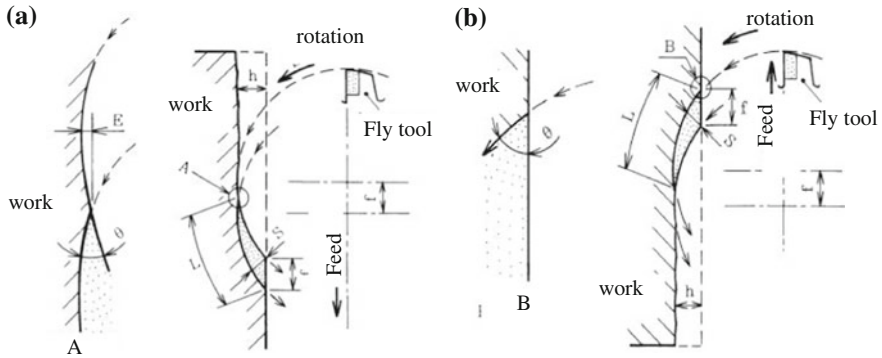 (a)
E
work
θ
A
rotation
h
work
Fly tool
A
f
S
L
f
Feed
(b)
work
θ
B
rotation
B
L
f
S
Feed
Fly tool
f
h
work